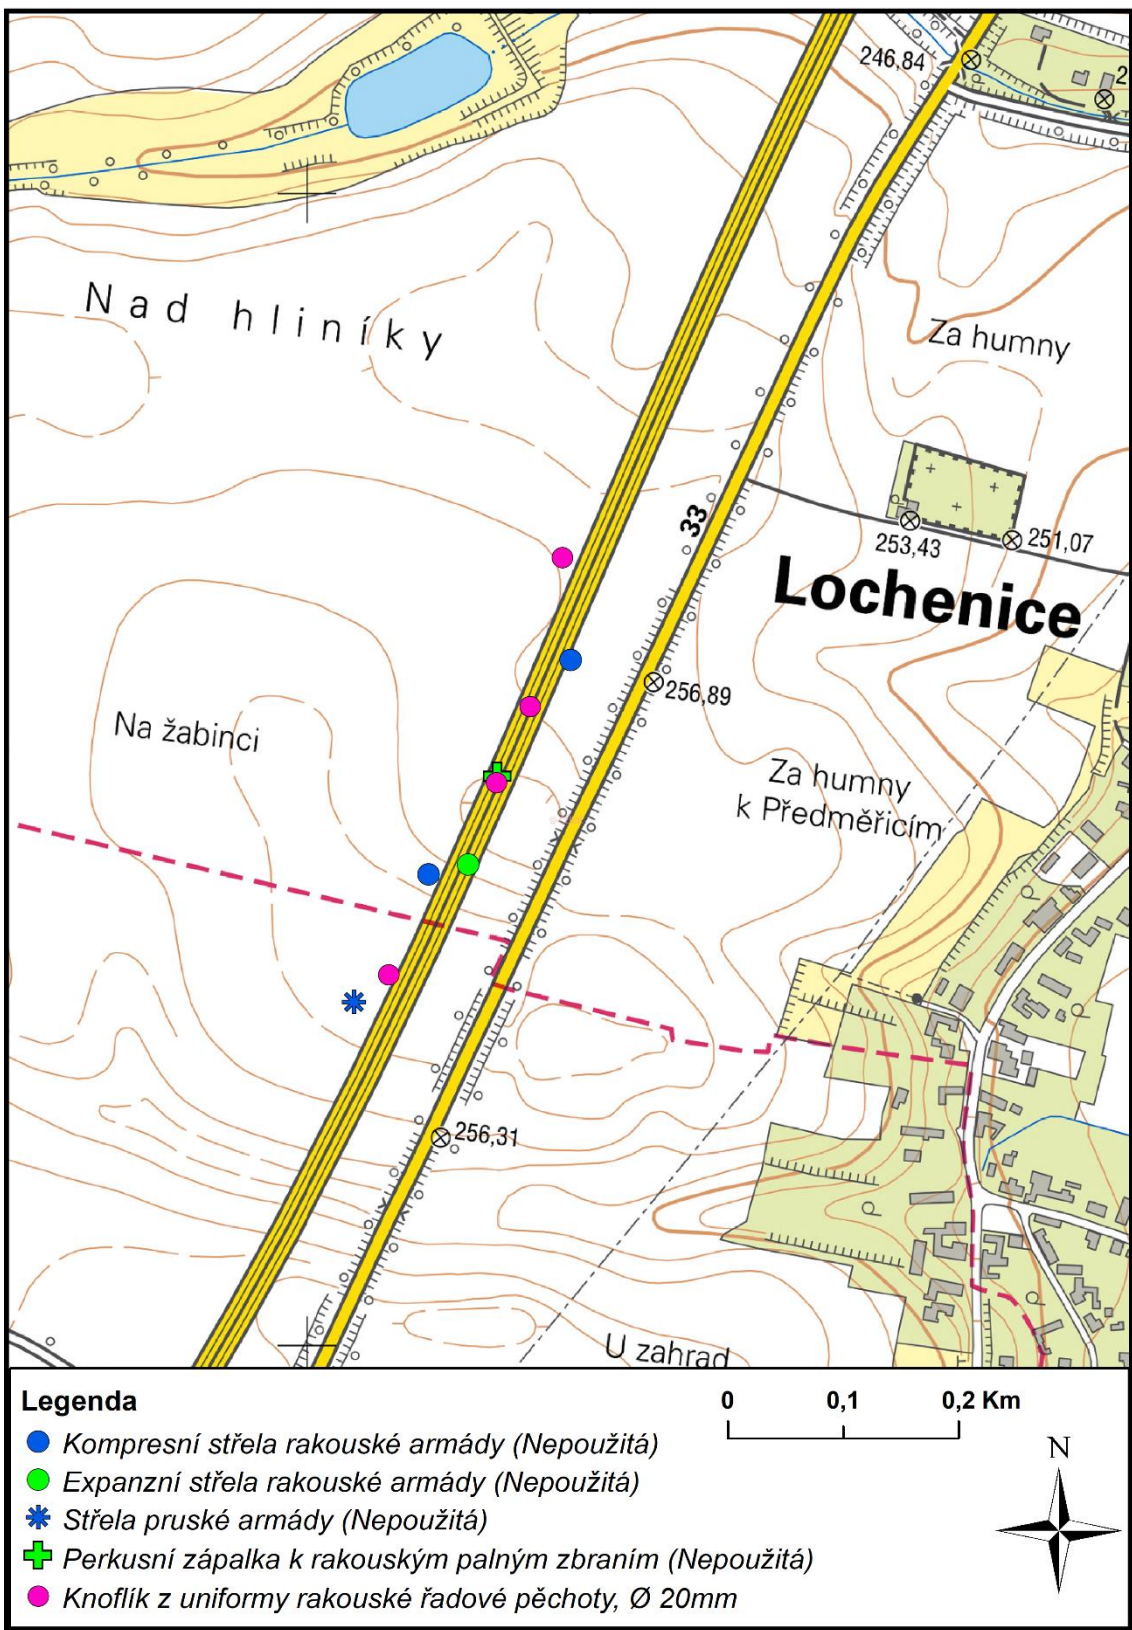 246,84
2
Nad hliníky
Za humny
33
253,43
251,07
Lochenice
256,89
Na žabinci
Za humny
k Předměřicím
256,31
U zahrad
Legenda
0 0,1 0,2 Km
Kompresní střela rakouské armády (Nepoužitá)
Expanzní střela rakouské armády (Nepoužitá)
Střela pruské armády (Nepoužitá)
Perkusní zápalka k rakouským palným zbraním (Nepoužitá)
Knoflík z uniformy rakouské řadové pěchoty, Ø 20mm
N